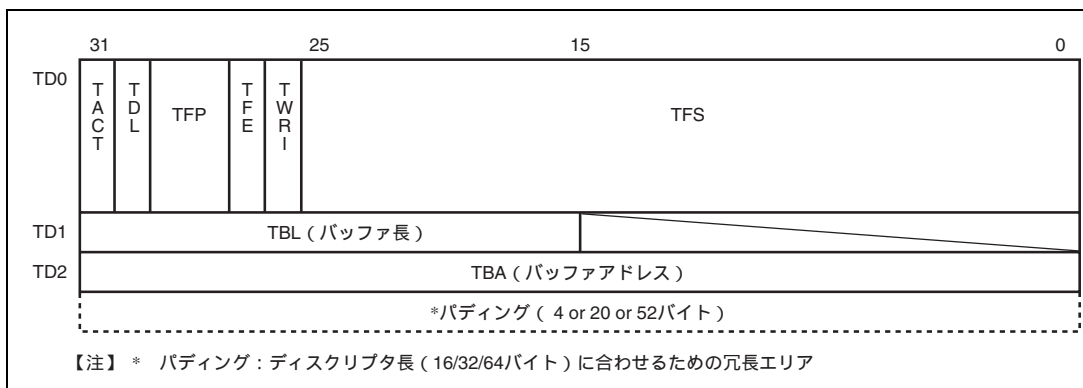 31 25 15 0
TD0 TACT TDL TFP TFE TWRI TFS
TD1 TBL（バッファ長）
TD2 TBA（バッファアドレス）
*パディング（ 4 or 20 or 52バイト）
【注】 * パディング：ディスクリプタ長（16/32/64バイト）に合わせるための冗長エリア